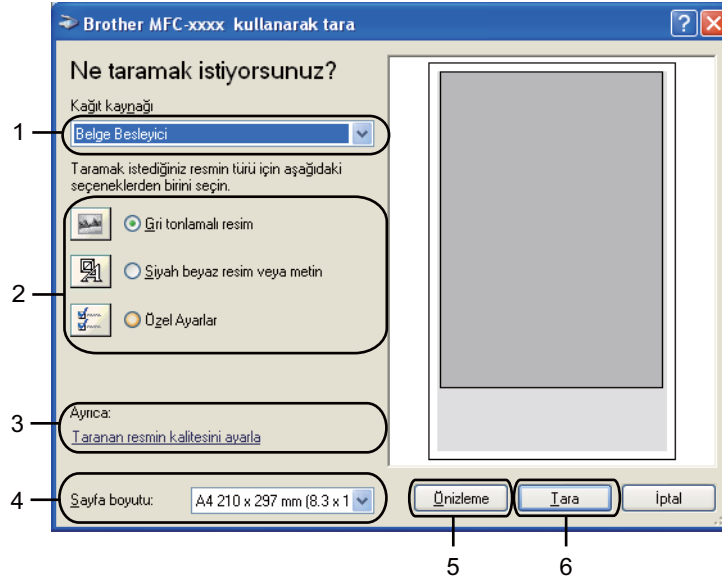 Brother MFC-xxxx kullanarak tara
Ne taramak istiyorsunuz?
Kağıt kaynağı
1
Belge Besleyici
Taramak istediğiniz resmin türü için aşağıdaki
seçeneklerden birini seçin.
2
Gri tonlamalı resim
Siyah beyaz resim veya metin
Özel Ayarlar
3
Ayrıca:
Taranan resmin kalitesini ayarla
4
Sayfa boyutu: A4 210 x 297 mm (8.3 x 1
Önizleme Tara İptal
5 6